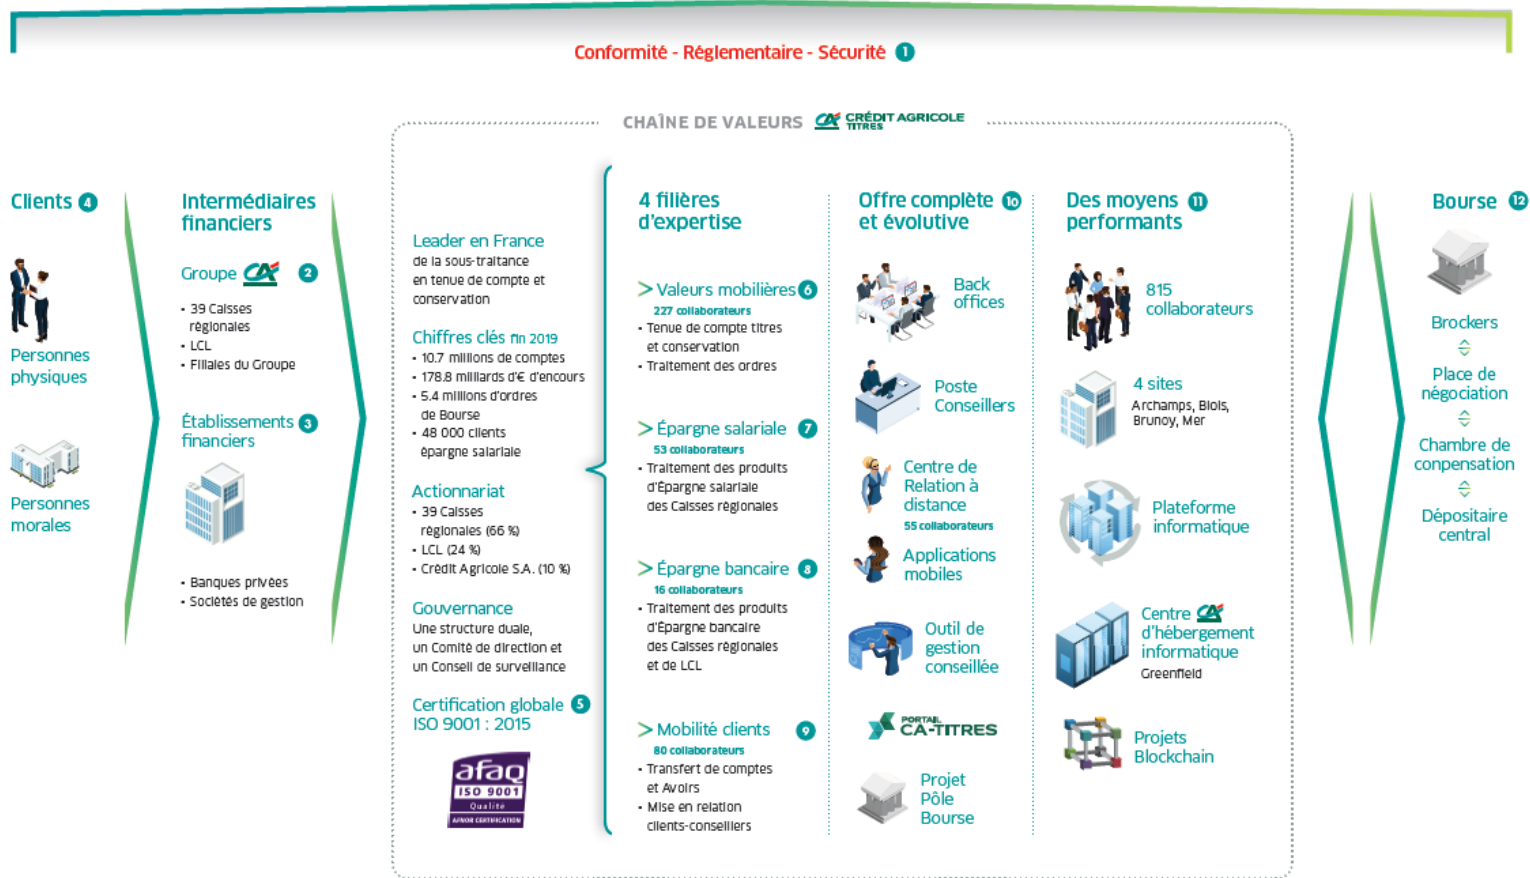 Conformité - Réglementaire - Sécurité 1
CHAÎNE DE VALEURS CA CRÉDIT AGRICOLE
TITRES
Clients 4
Personnes
physiques
Personnes
morales
Intermédiaires
financiers
Groupe CA 2
• 39 Caisses
régionales
• LCL
• Filiales du Groupe
Établissements 3
financiers
• Banques privées
• Sociétés de gestion
Leader en France
de la sous-traitance
en tenue de compte et
conservation
Chiffres clés fin 2019
• 10.7 millions de comptes
• 178.8 milliards d'€ d'encours
• 5.4 millions d'ordres
de Bourse
• 48 000 clients
épargne salariale
Actionnariat
• 39 Caisses
régionales (66 %)
• LCL (24 %)
• Crédit Agricole S.A. (10 %)
Gouvernance
Une structure duale,
un Comité de direction et
un Conseil de surveillance
Certification globale 5
ISO 9001 : 2015
afaq
ISO 9001
Qualité
AFNOR CERTIFICATION
4 filières
d'expertise
> Valeurs mobilières 6
227 collaborateurs
• Tenue de compte titres
et conservation
• Traitement des ordres
> Épargne salariale 7
53 collaborateurs
• Traitement des produits
d'Épargne salariale
des Caisses régionales
> Épargne bancaire 8
16 collaborateurs
• Traitement des produits
d'Épargne bancaire
des Caisses régionales
et de LCL
> Mobilité clients 9
80 collaborateurs
• Transfert de comptes
et Avoirs
• Mise en relation
clients-conseillers
Offre complète 10
et évolutive
Back
offices
Poste
Conseillers
Centre de
Relation à
distance
55 collaborateurs
Applications
mobiles
Outil de
gestion
conseillée
PORTAIL
CA-TITRES
Projet
Pôle
Bourse
Des moyens 11
performants
815
collaborateurs
4 sites
Archamps, Blois,
Brunoy, Mer
Plateforme
informatique
Centre CA
d'hébergement
informatique
Greenfield
Projets
Blockchain
Bourse 12
Brockers
Place de
négociation
Chambre de
conpensation
Dépositaire
central